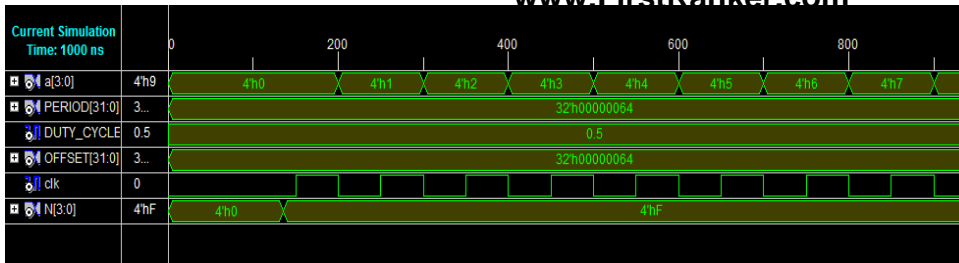 www.FirstRanker.com
Current Simulation
Time: 1000 ns
0 200 400 600 800
a[3:0] 4'h9 4'h0 4'h1 4'h2 4'h3 4'h4 4'h5 4'h6 4'h7
PERIOD[31:0] 3... 32'h00000064
DUTY_CYCLE 0.5 0.5
OFFSET[31:0] 3... 32'h00000064
clk 0
N[3:0] 4'hF 4'h0 4'hF